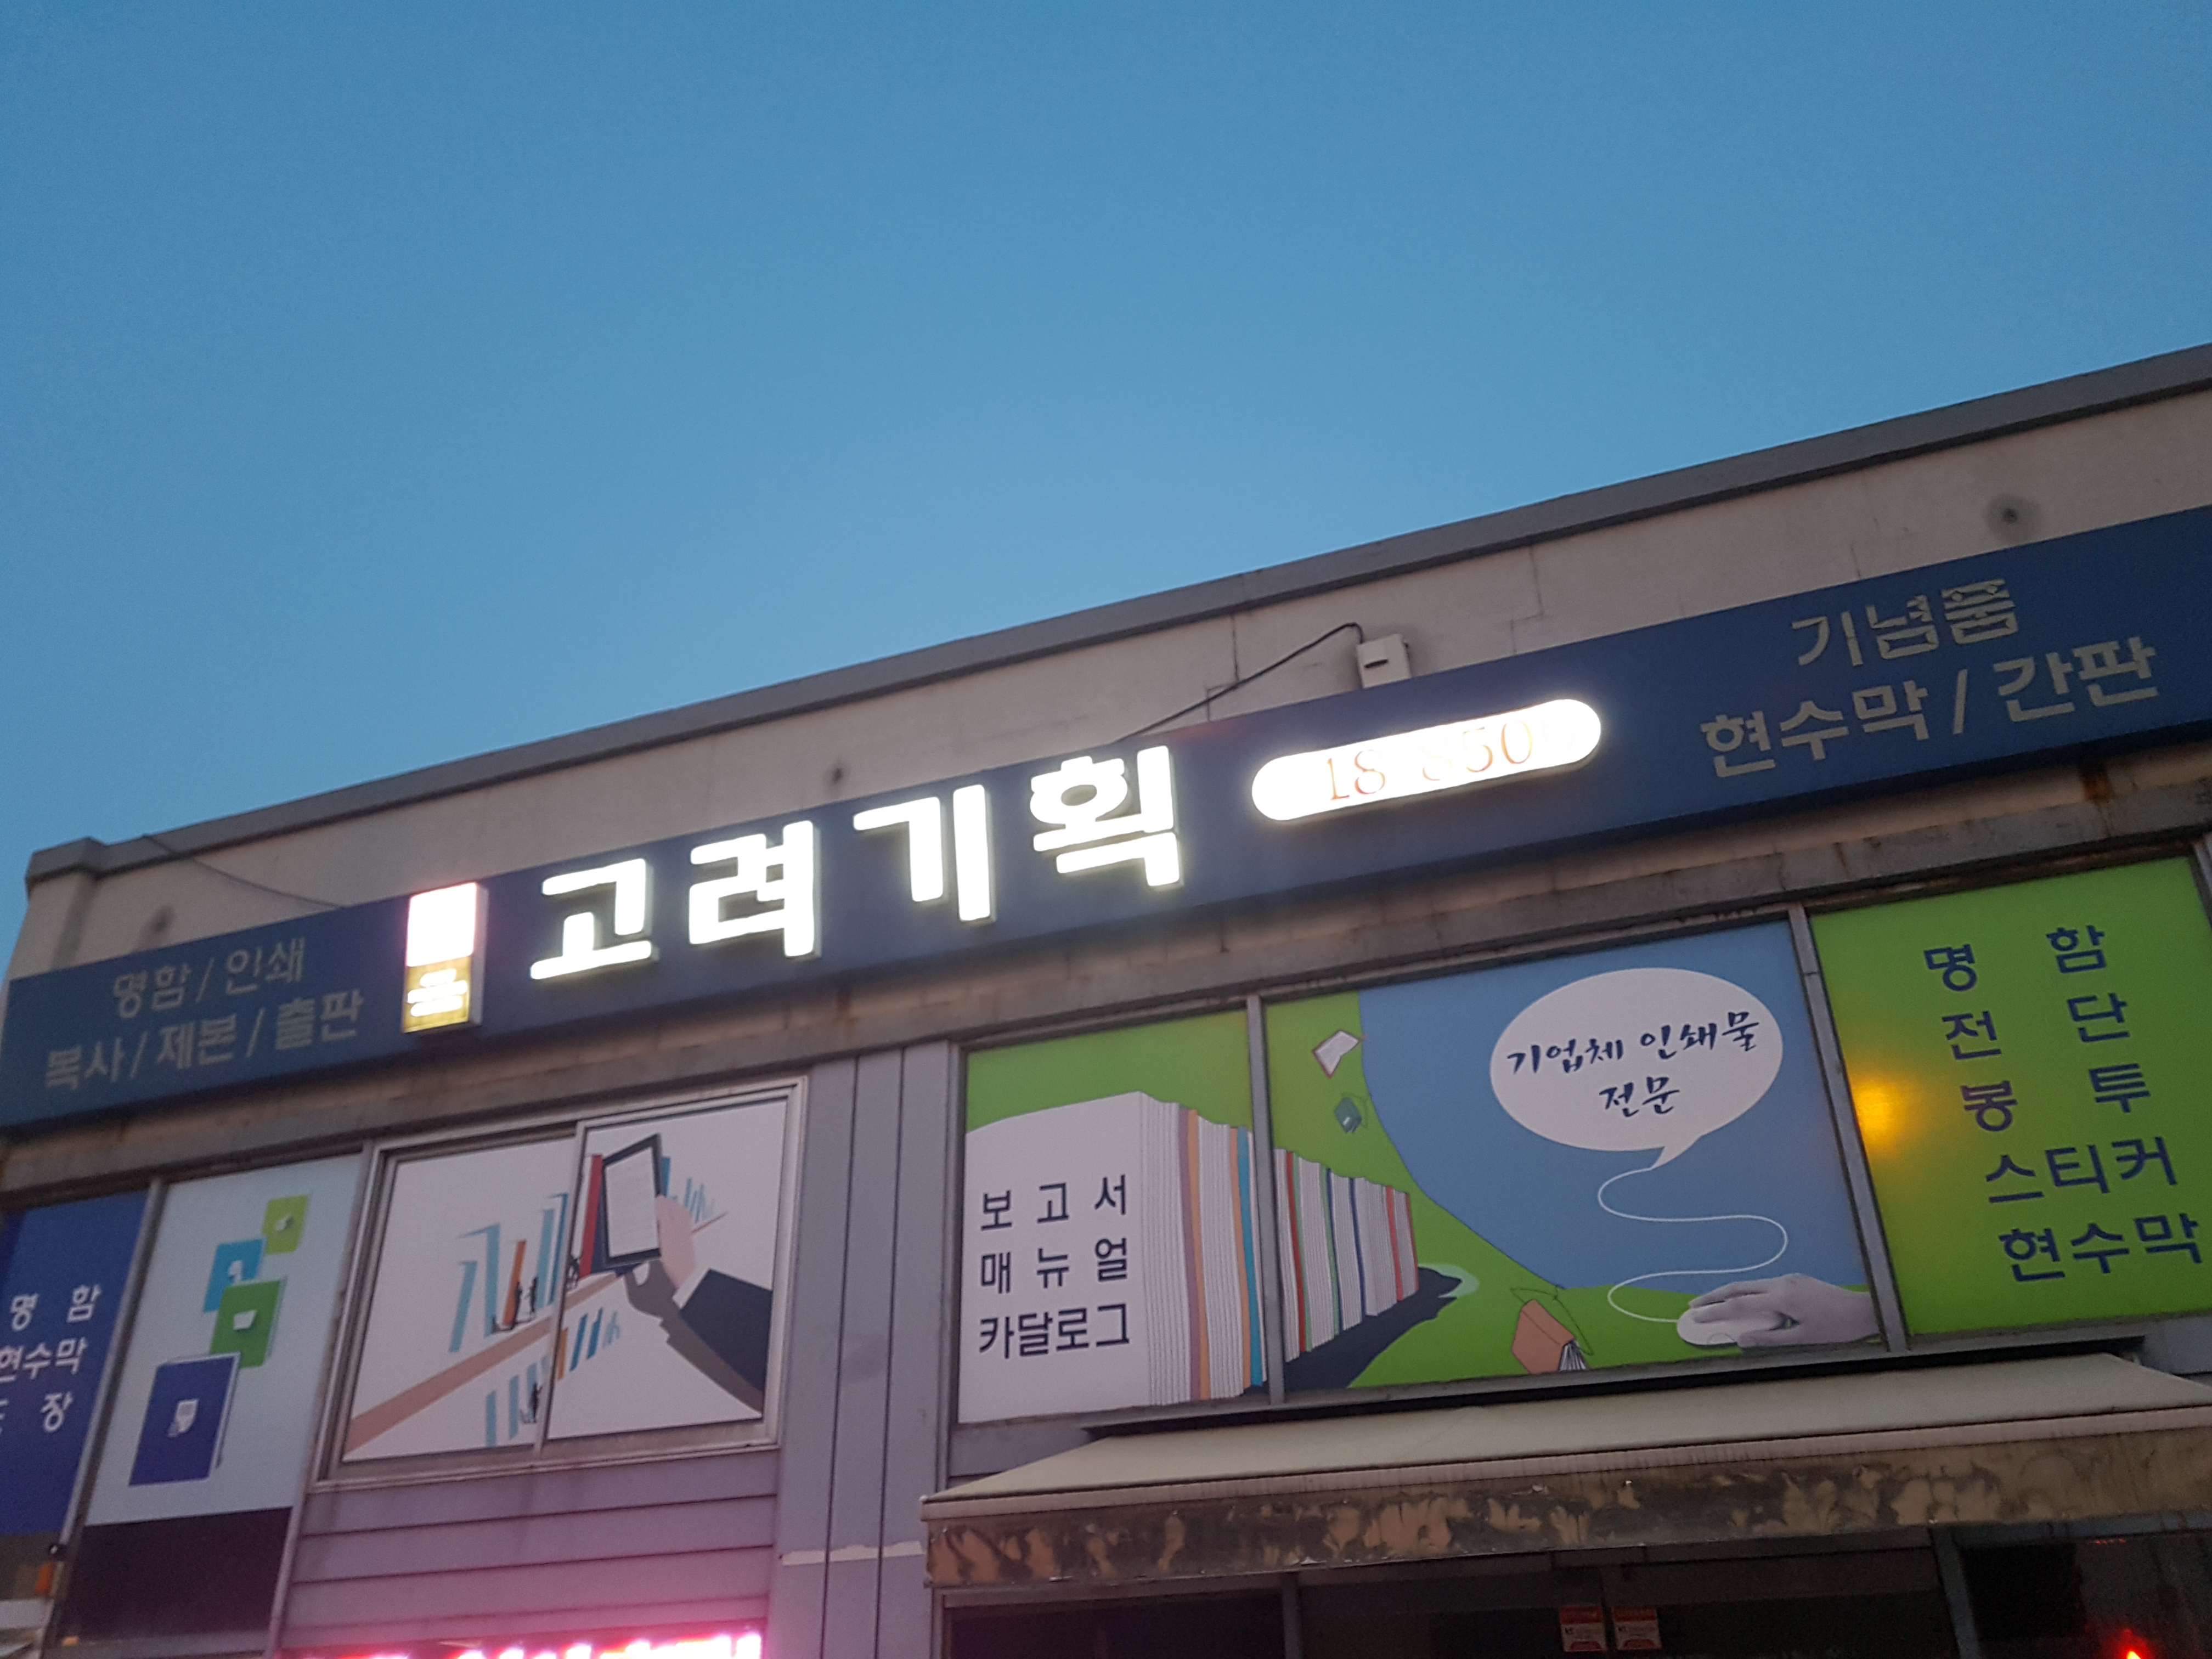 명함 / 인쇄
복사 / 제본 / 출판
고려기획
기념품
현수막 / 간판
명 함
현수막
장
보 고 서
매 뉴 얼
카달로그
기업체 인쇄물
전문
명 함
전 단
봉 투
스티커
현수막